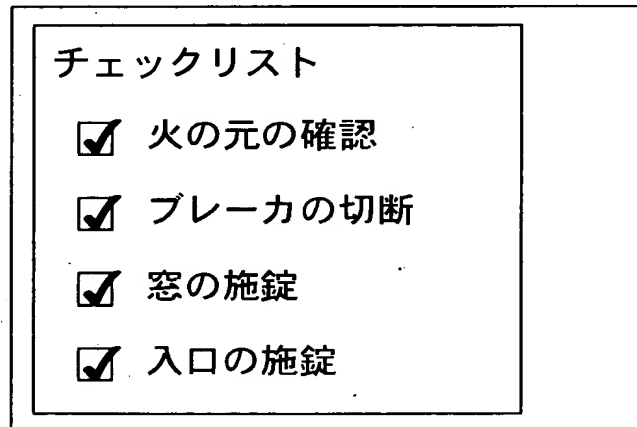 チェックリスト
火の元の確認
ブレーカの切断
窓の施錠
入口の施錠